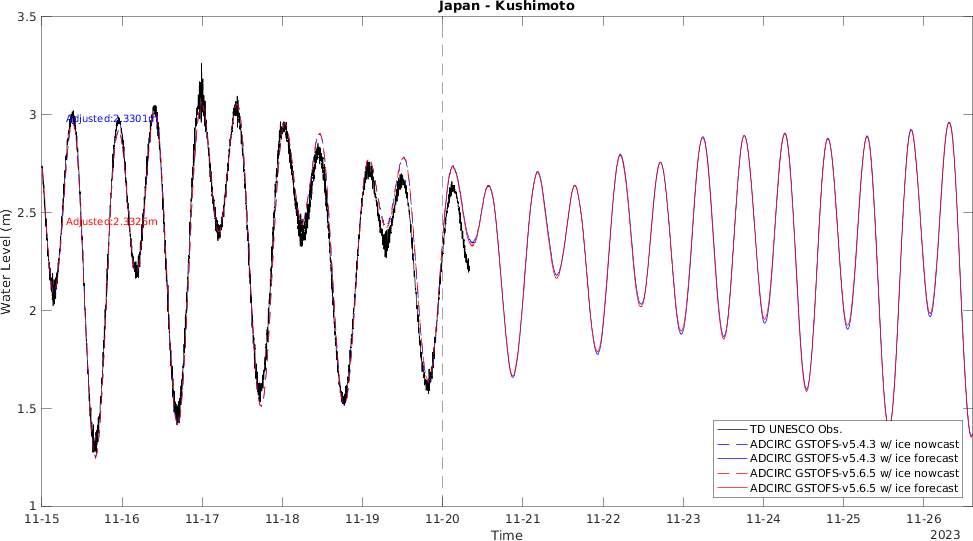 Japan - Kushimoto
Water Level (m)
3.5
3
2.5
2
1.5
1
Adjusted:2.3301m
Adjusted:2.3326m
TD UNESCO Obs.
ADCIRC GSTOFS-v5.4.3 w/ ice nowcast
ADCIRC GSTOFS-v5.4.3 w/ ice forecast
ADCIRC GSTOFS-v5.6.5 w/ ice nowcast
ADCIRC GSTOFS-v5.6.5 w/ ice forecast
11-15 11-16 11-17 11-18 11-19 11-20 11-21 11-22 11-23 11-24 11-25 11-26
2023
Time